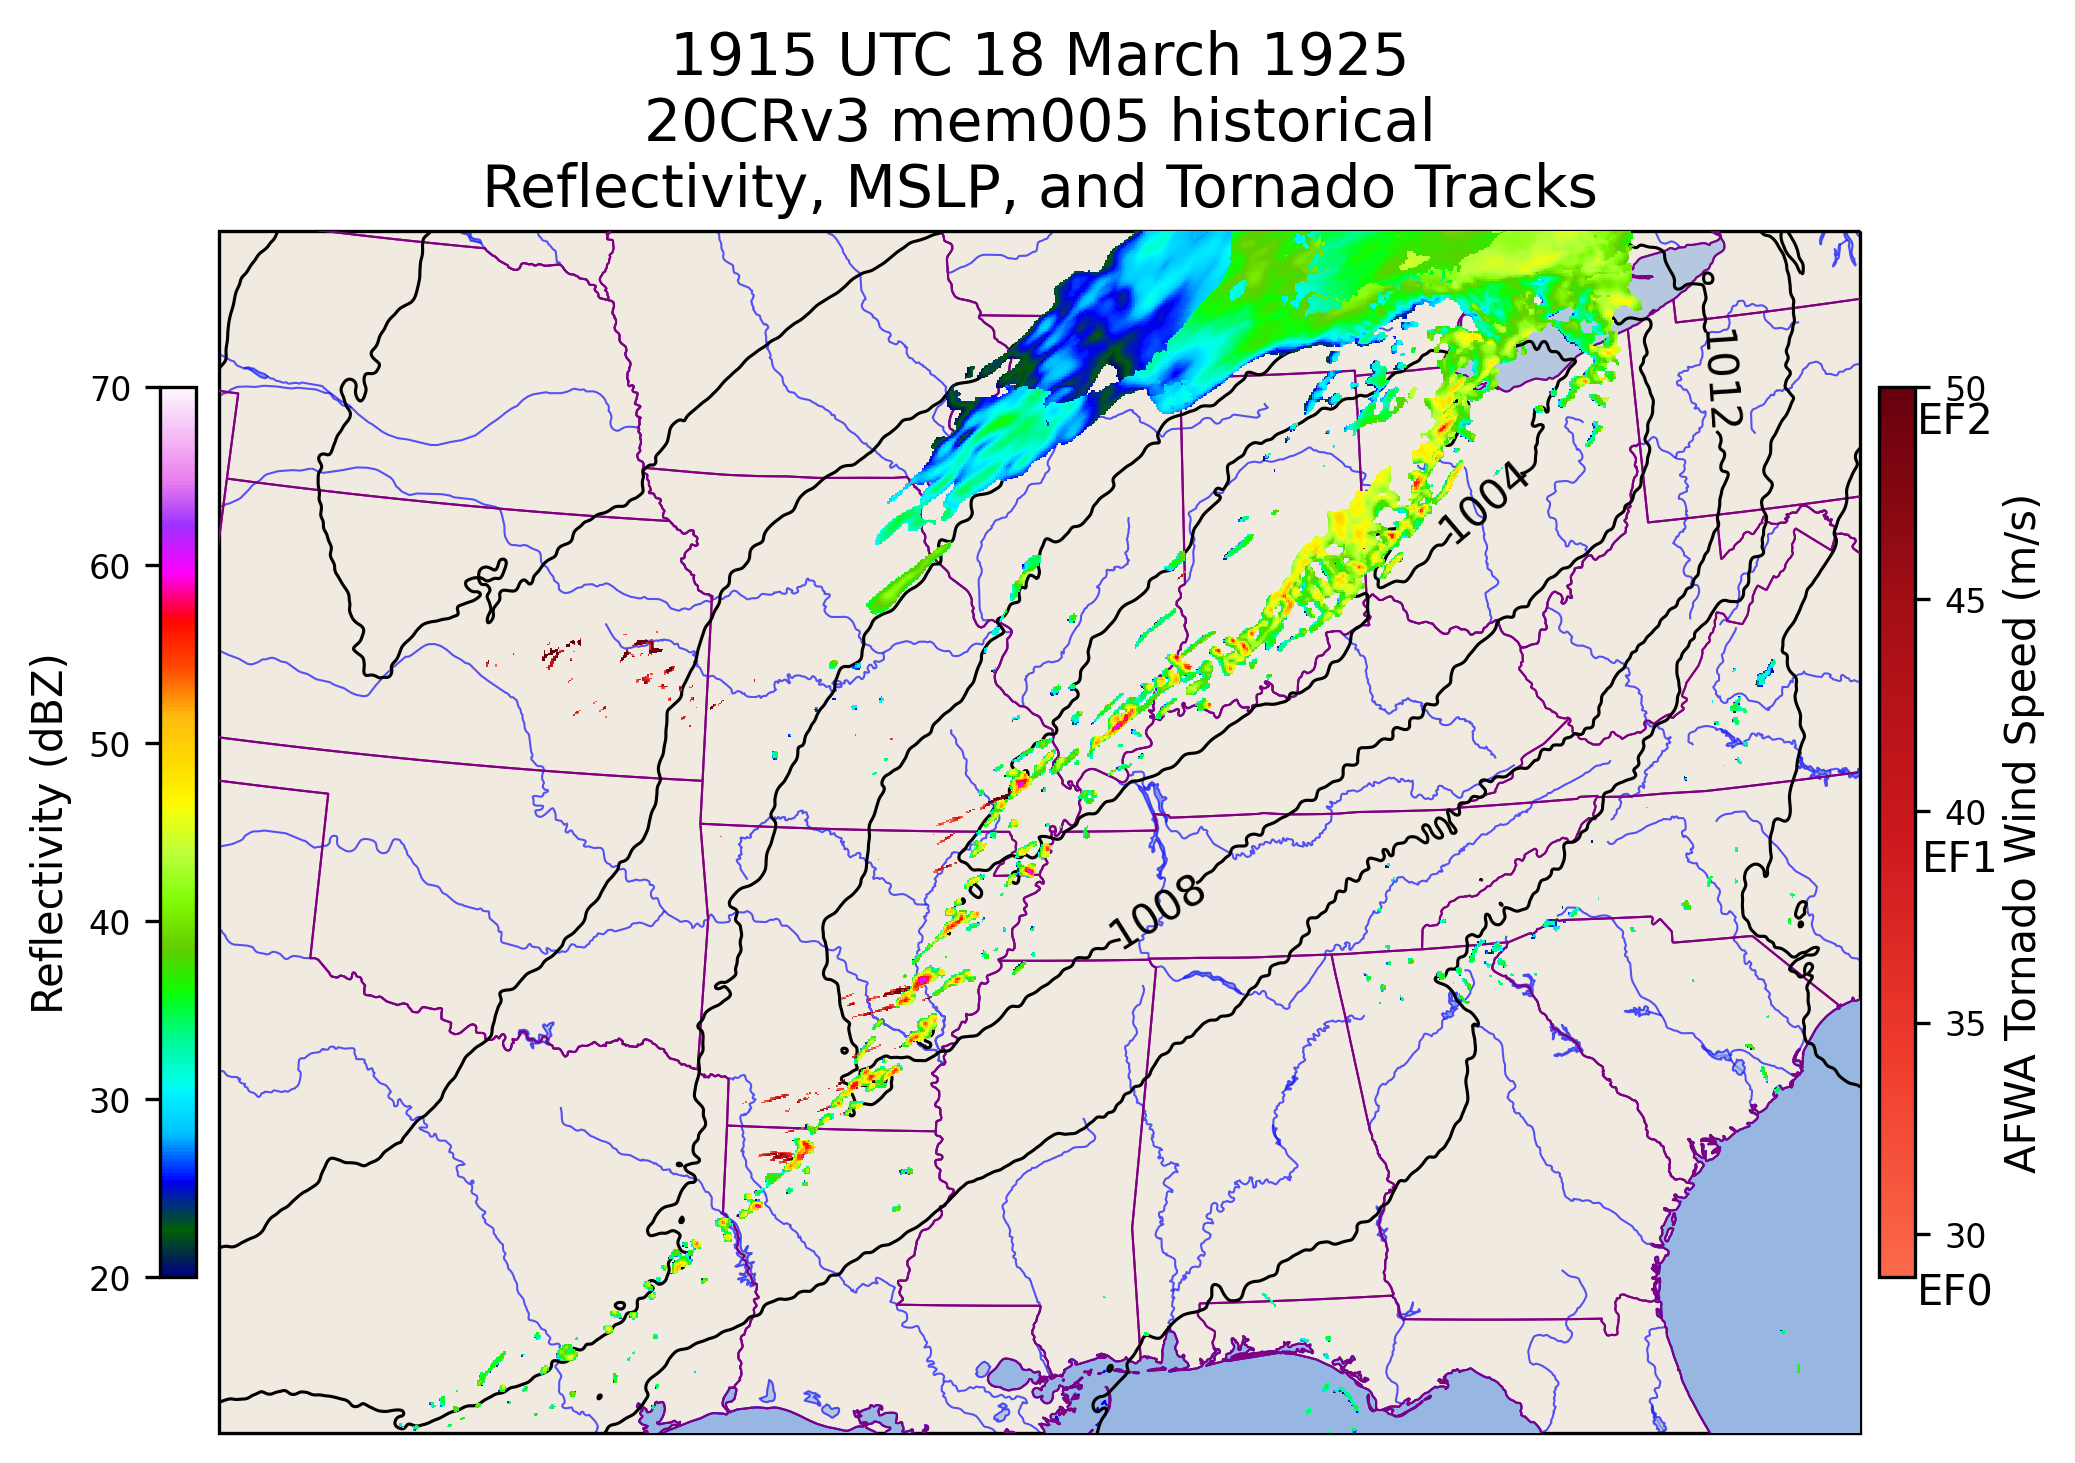 1915 UTC 18 March 1925
20CRv3 mem005 historical
Reflectivity, MSLP, and Tornado Tracks
70
60
50
40
30
20
Reflectivity (dBZ)
1012
1004
1008
50
EF2
45
40
EF1
35
30
EF0
AFWA Tornado Wind Speed (m/s)